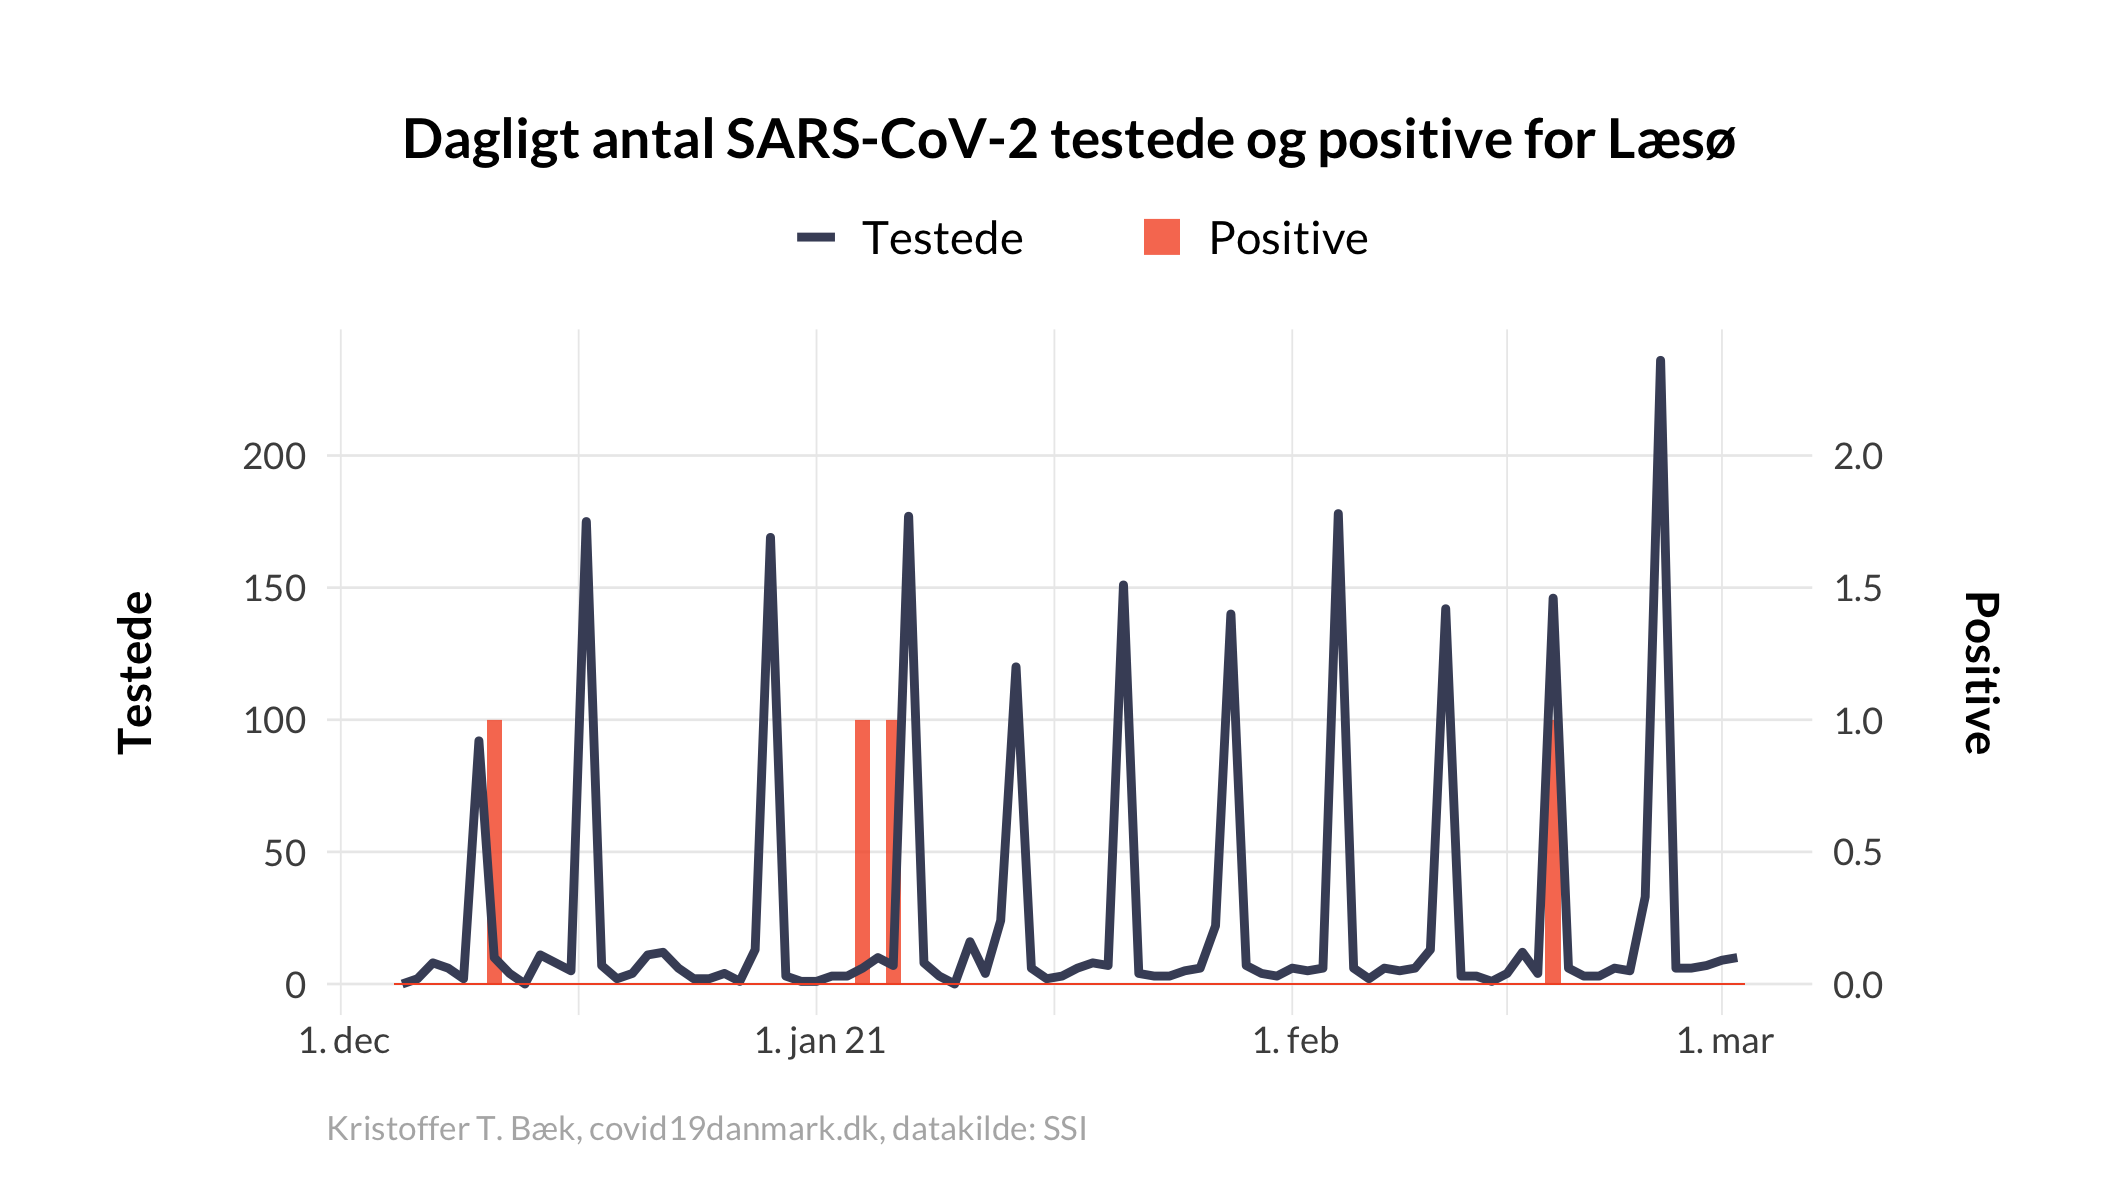 Dagligt antal SARS-CoV-2 testede og positive for Læsø
Testede Positive
200 2.0
150 1.5
100 1.0
50 0.5
0 0.0
Testede
Positive
1. dec 1. jan 21 1. feb 1. mar
Kristoffer T. Bæk, covid19danmark.dk, datakilde: SSI